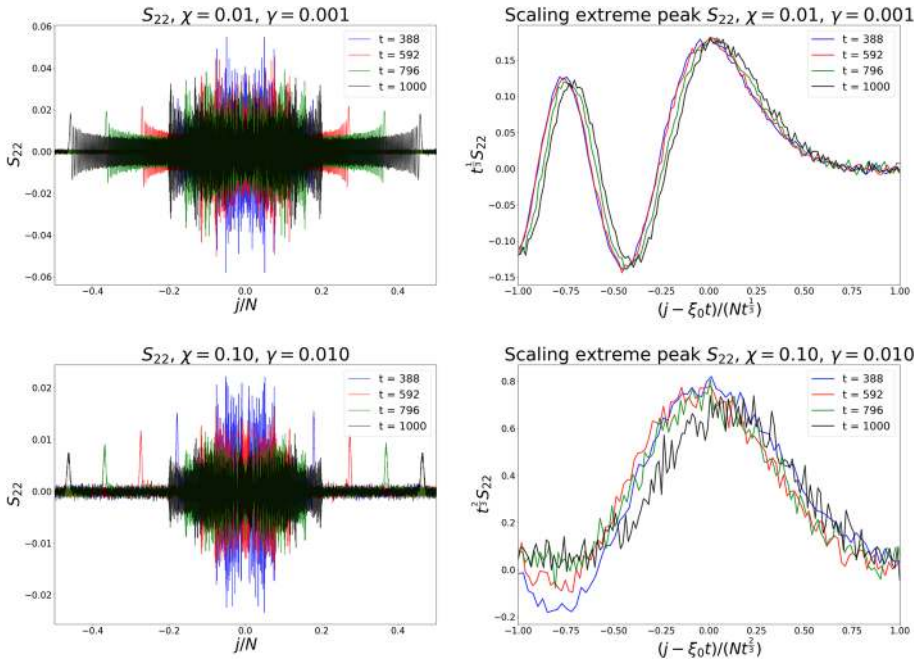 S₂₂, χ = 0.01, γ = 0.001
0.06
0.04
0.02
0.00
−0.02
−0.04
−0.06
S₂₂
t = 388
t = 592
t = 796
t = 1000
−0.4
−0.2
0.0
0.2
0.4
j/N
Scaling extreme peak S₂₂, χ = 0.01, γ = 0.001
0.15
0.10
0.05
0.00
−0.05
−0.10
−0.15
t^{1/3}S₂₂
t = 388
t = 592
t = 796
t = 1000
−1.00
−0.75
−0.50
−0.25
0.00
0.25
0.50
0.75
1.00
(j − ξ₀t)/(Nt^{1/3})
S₂₂, χ = 0.10, γ = 0.010
0.02
0.01
0.00
−0.01
−0.02
S₂₂
t = 388
t = 592
t = 796
t = 1000
−0.4
−0.2
0.0
0.2
0.4
j/N
Scaling extreme peak S₂₂, χ = 0.10, γ = 0.010
0.8
0.6
0.4
0.2
0.0
−0.2
t^{2/3}S₂₂
t = 388
t = 592
t = 796
t = 1000
−1.00
−0.75
−0.50
−0.25
0.00
0.25
0.50
0.75
1.00
(j − ξ₀t)/(Nt^{2/3})